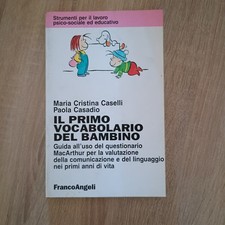 Strumenti per il lavoro
psico-sociale ed educativo
Maria Cristina Caselli
Paola Casadio
IL PRIMO
VOCABOLARIO
DEL BAMBINO
Guida all'uso del questionario
MacArthur per la valutazione
della comunicazione e del linguaggio
nei primi anni di vita
FrancoAngeli